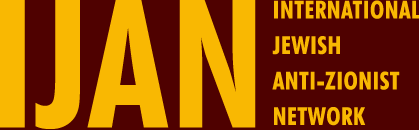 IJAN
INTERNATIONAL
JEWISH
ANTI-ZIONIST
NETWORK